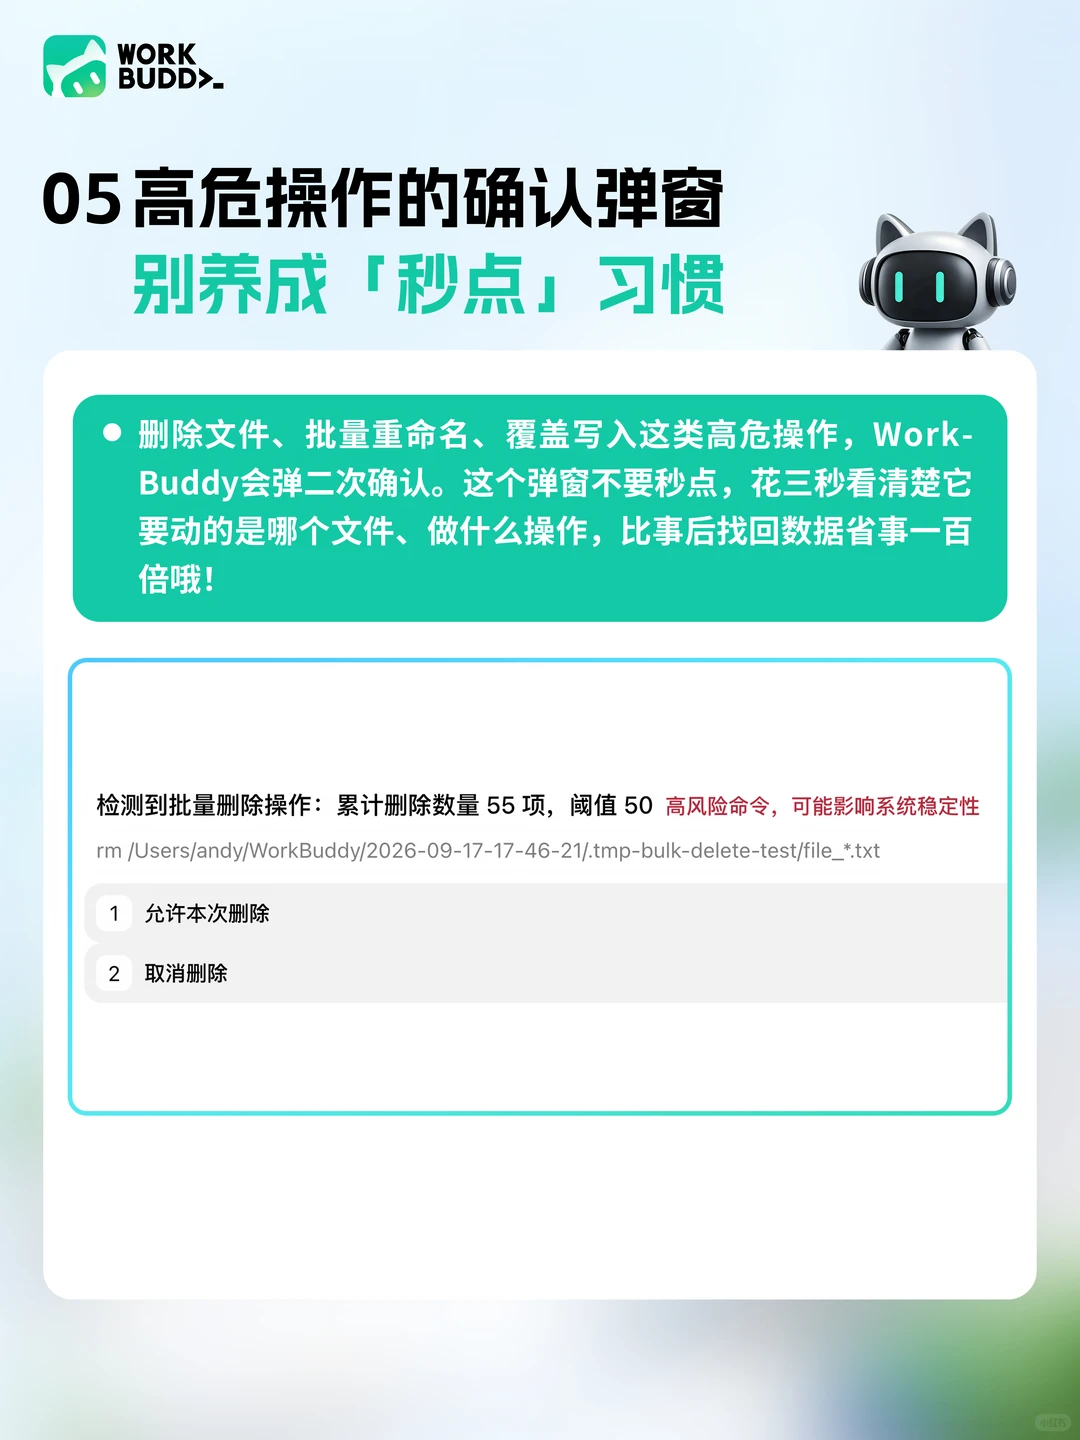 WORK
BUDD>_
05高危操作的确认弹窗
别养成「秒点」习惯
删除文件、批量重命名、覆盖写入这类高危操作，Work-
Buddy会弹二次确认。这个弹窗不要秒点，花三秒看清楚它
要动的是哪个文件、做什么操作，比事后找回数据省事一百
倍哦！
检测到批量删除操作：累计删除数量 55 项，阈值 50 高风险命令，可能影响系统稳定性
rm /Users/andy/WorkBuddy/2026-09-17-17-46-21/.tmp-bulk-delete-test/file_*.txt
1 允许本次删除
2 取消删除
小红书